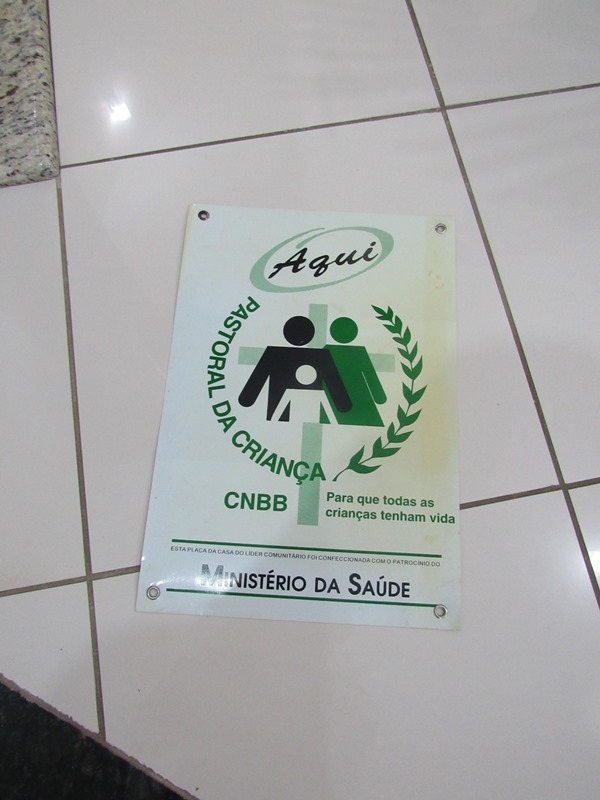 Aqui
PASTORAL DA CRIANÇA
CNBB
Para que todas as
crianças tenham vida
ESTA PLACA DA CASA DO LÍDER COMUNITÁRIO FOI CONFECCIONADA COM O PATROCÍNIO DO
MINISTÉRIO DA SAÚDE